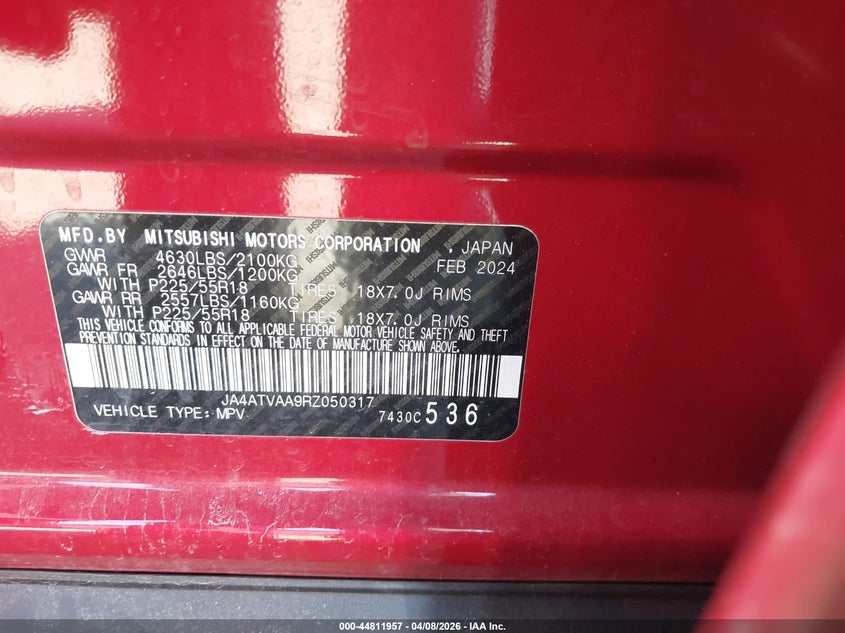 MFD.BY MITSUBISHI MOTORS CORPORATION , JAPAN
GVWR 4630LBS/2100KG FEB 2024
GAWR FR 2646LBS/1200KG
WITH P225/55R18 TIRES 18X7.0J RIMS
GAWR RR 2557LBS/1160KG
WITH P225/55R18 TIRES 18X7.0J RIMS
THIS VEHICLE CONFORMS TO ALL APPLICABLE FEDERAL MOTOR VEHICLE SAFETY AND THEFT
PREVENTION STANDARDS IN EFFECT ON THE DATE OF MANUFACTURE SHOWN ABOVE.
JA4ATVAA9RZ050317
VEHICLE TYPE:MPV 7430C 536
000-44811957 - 04/08/2026 - IAA Inc.